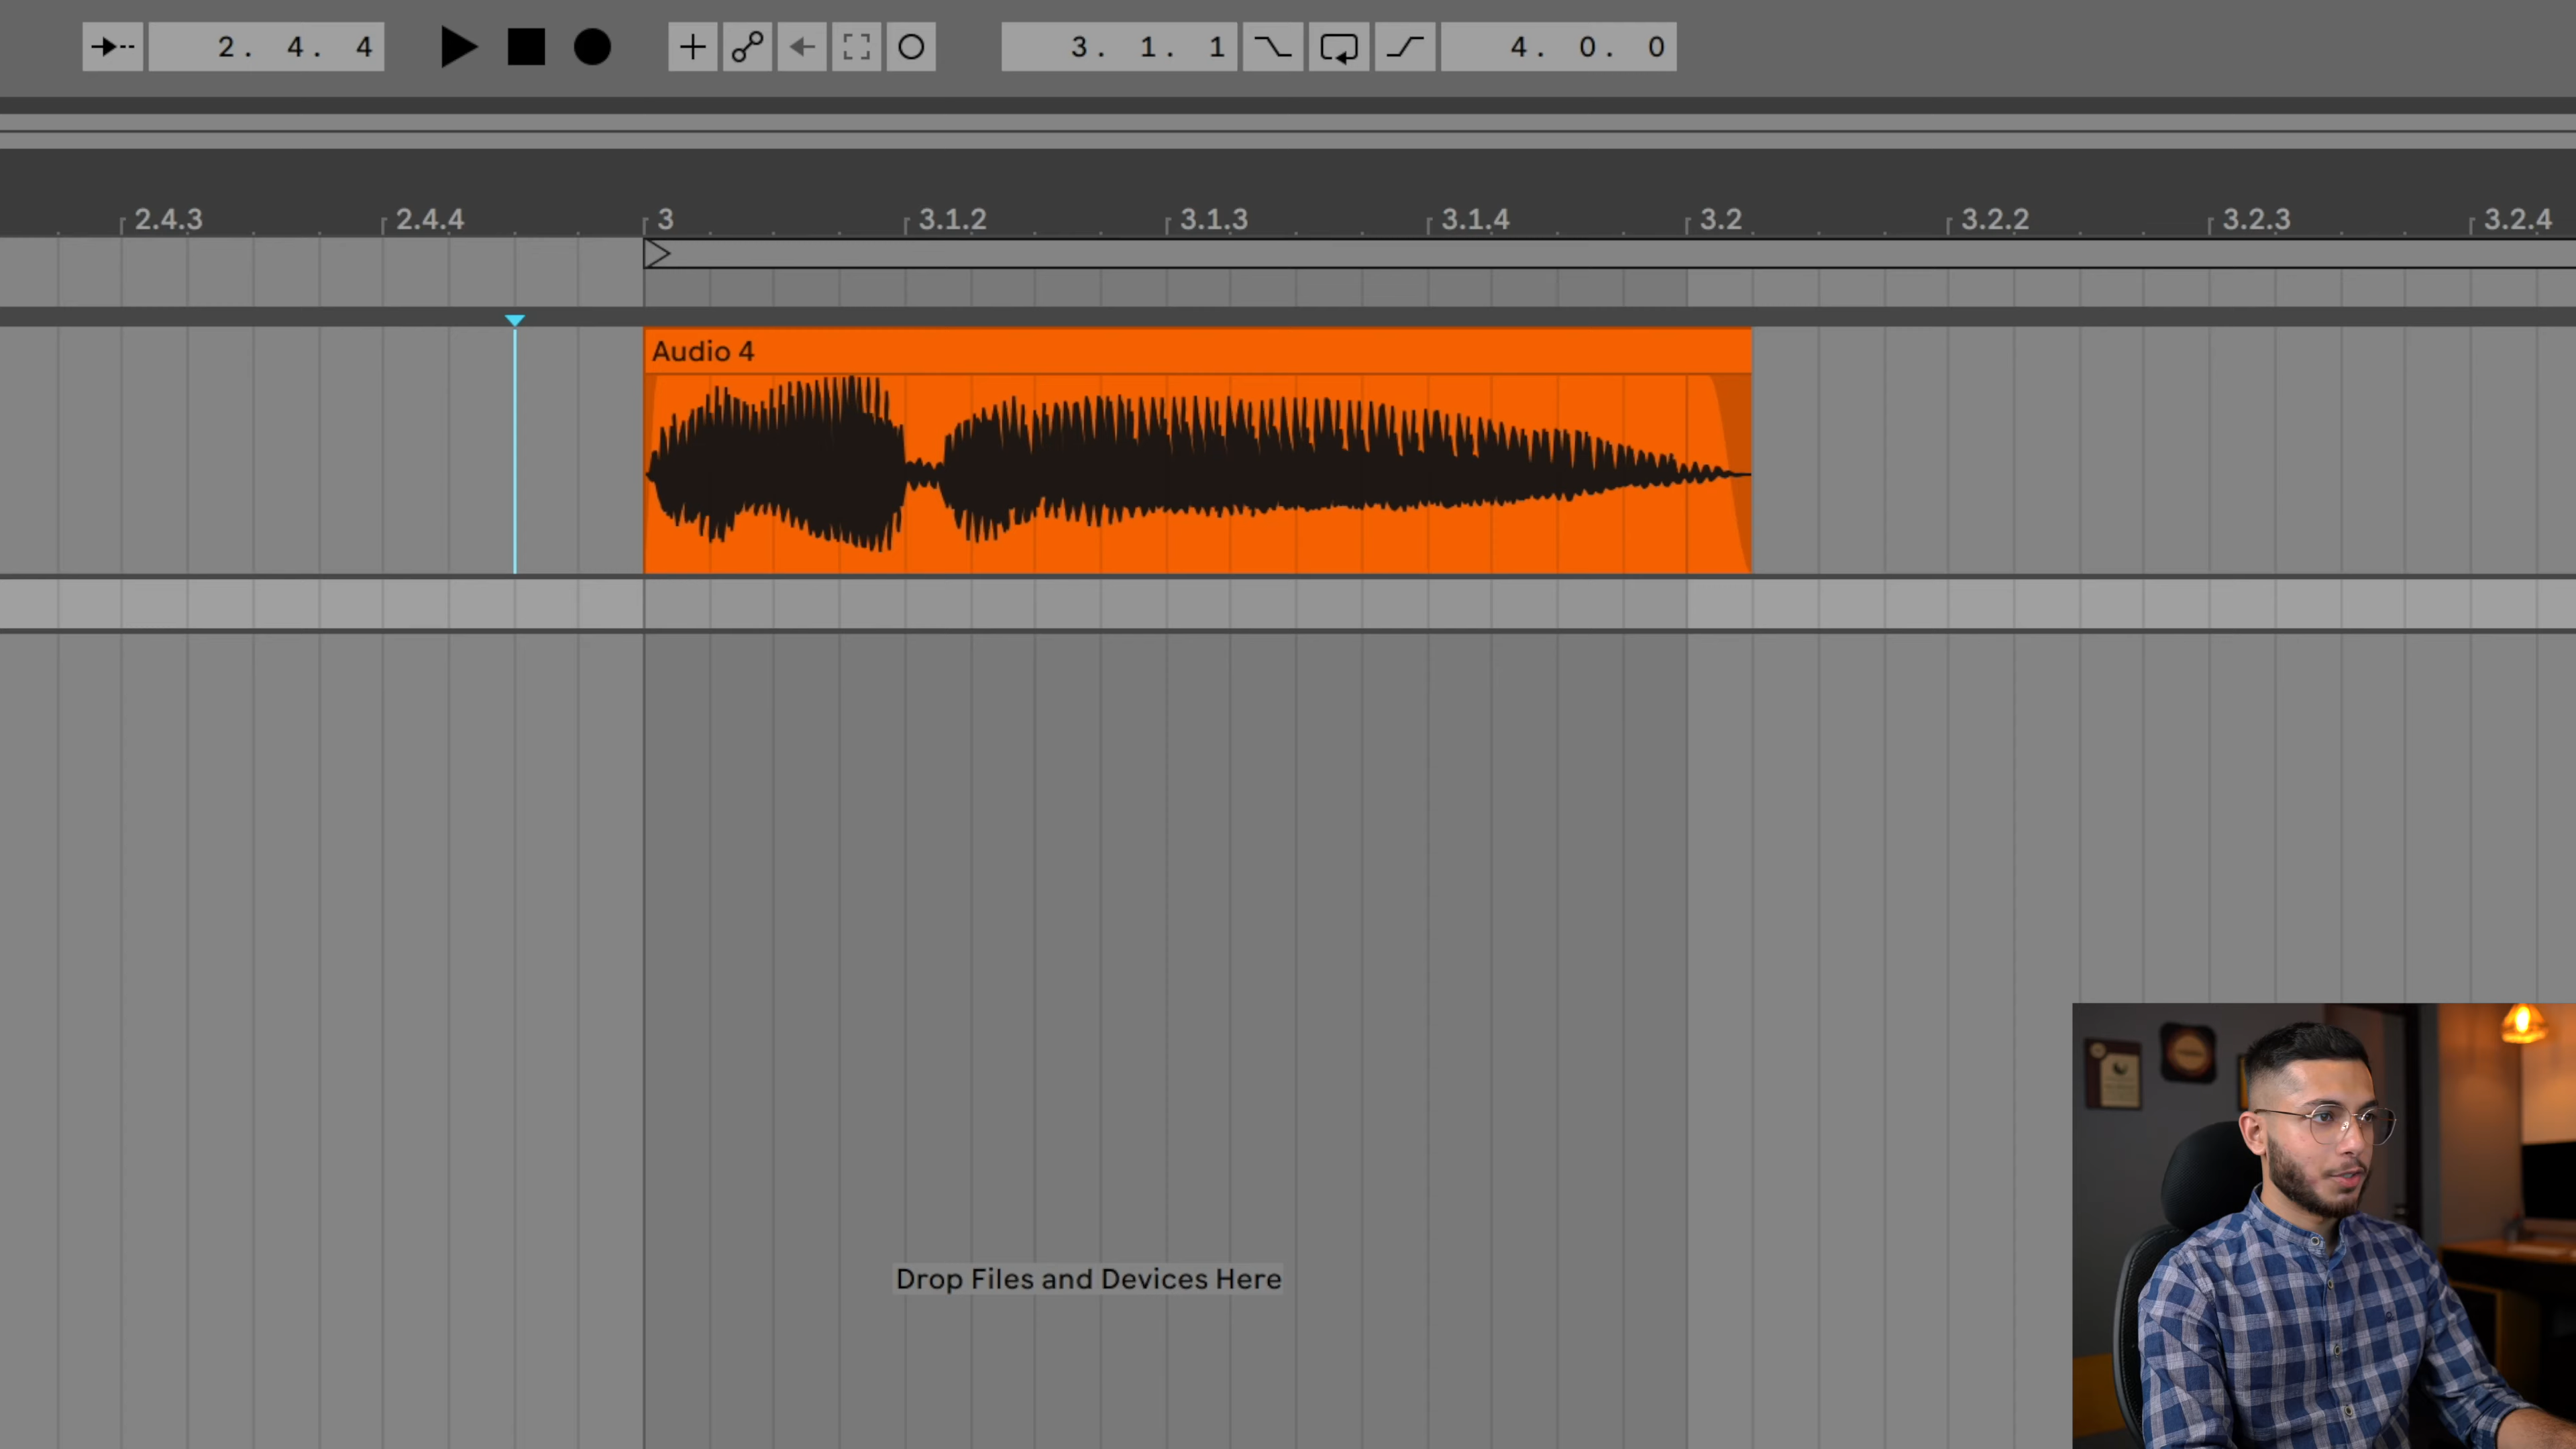 2. 4. 4
3. 1. 1
4. 0. 0
2.4.3
2.4.4
3
3.1.2
3.1.3
3.1.4
3.2
3.2.2
3.2.3
3.2.4
Audio 4
Drop Files and Devices Here